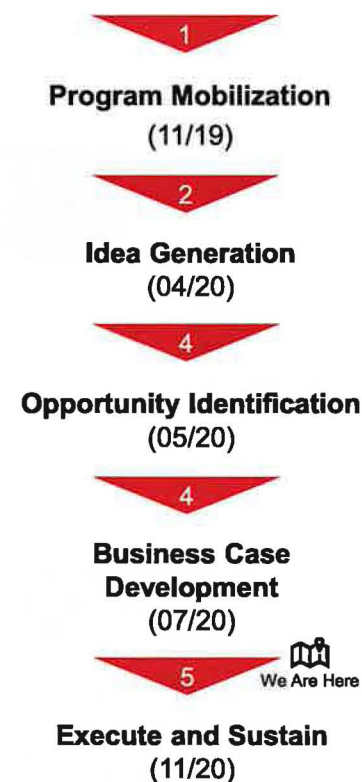 1
Program Mobilization
(11/19)
2
Idea Generation
(04/20)
4
Opportunity Identification
(05/20)
4
Business Case
Development
(07/20)
5
We Are Here
Execute and Sustain
(11/20)